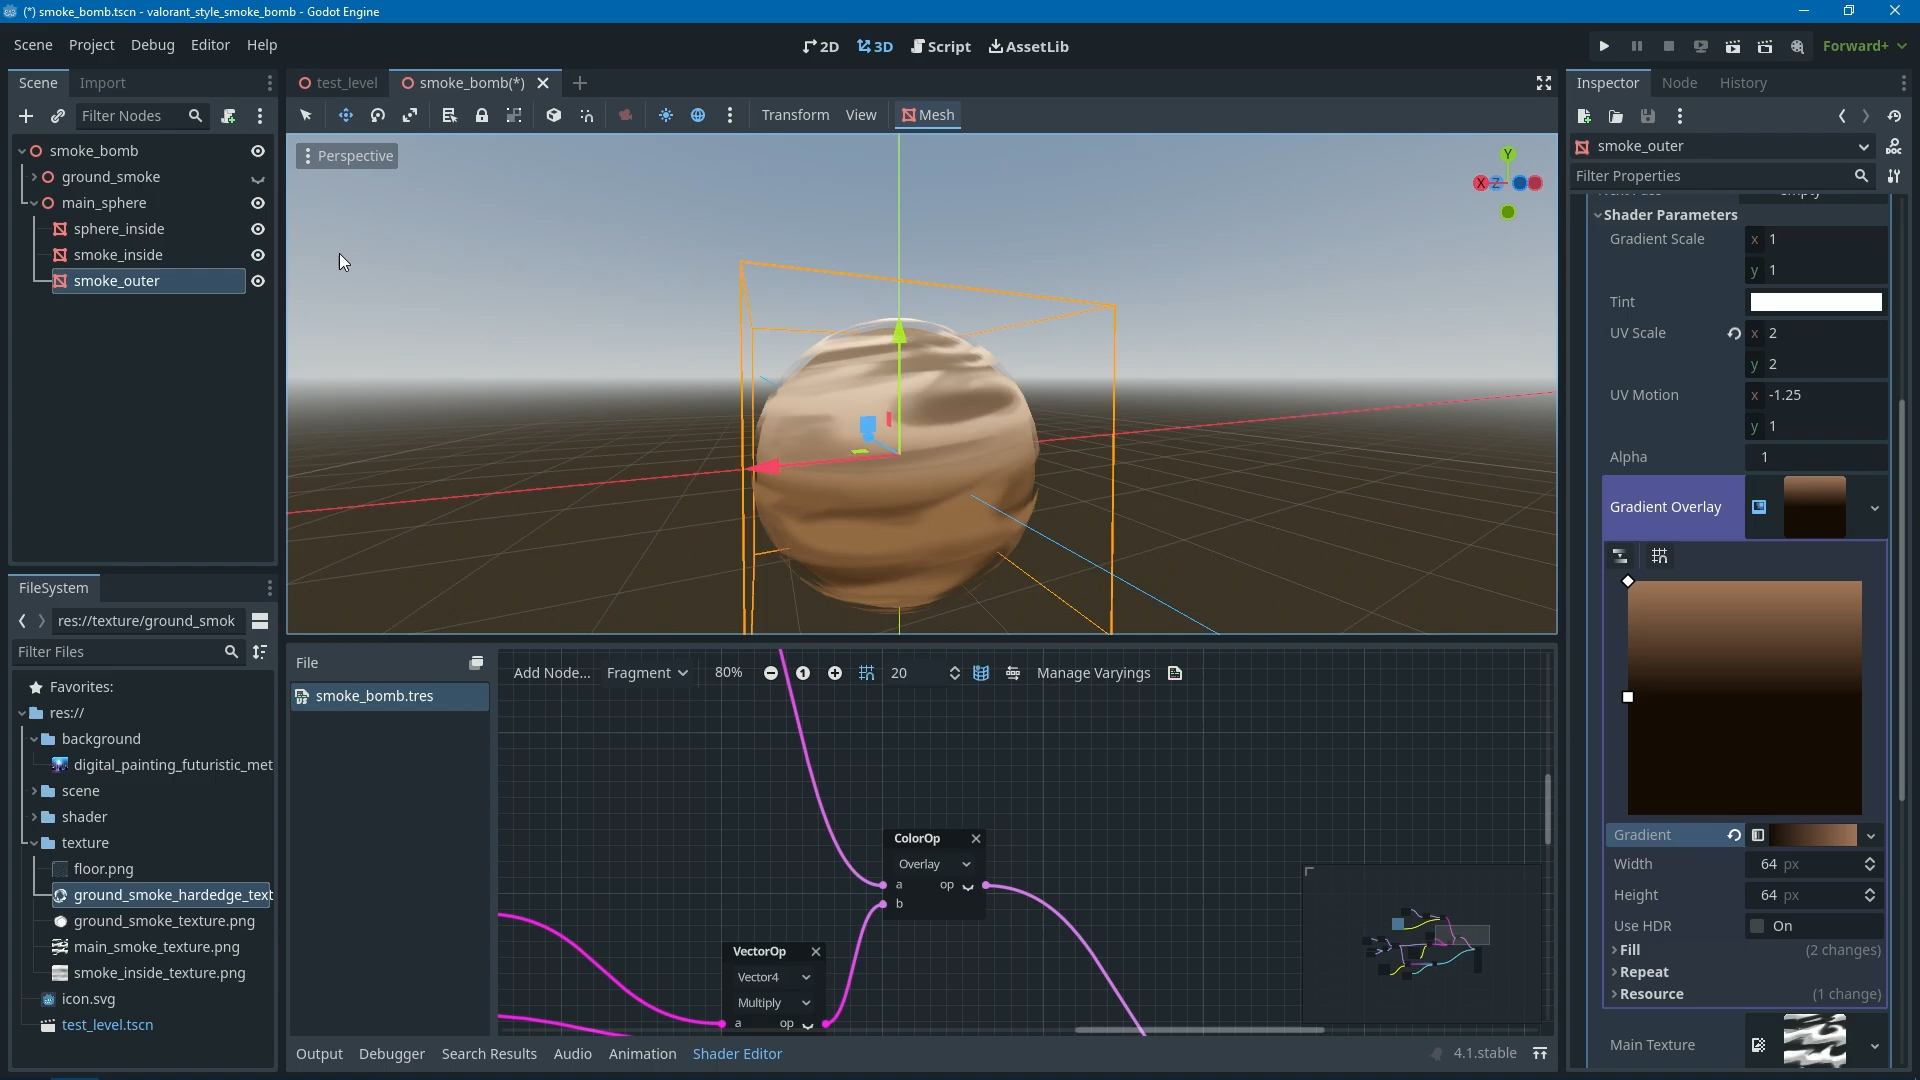 (*) smoke_bomb.tscn - valorant_style_smoke_bomb - Godot Engine
Scene Project Debug Editor Help
2D 3D Script AssetLib
Forward+
Scene Import
Filter Nodes
smoke_bomb
ground_smoke
main_sphere
sphere_inside
smoke_inside
smoke_outer
FileSystem
res://texture/ground_smok
Filter Files
Favorites:
res://
background
digital_painting_futuristic_met
scene
shader
texture
floor.png
ground_smoke_hardedge_text
ground_smoke_texture.png
main_smoke_texture.png
smoke_inside_texture.png
icon.svg
test_level.tscn
test_level smoke_bomb(*)
Transform View Mesh
Perspective
Y
X Z
File
smoke_bomb.tres
Add Node... Fragment 80% 1 20 Manage Varyings
ColorOp
Overlay
a op
b
VectorOp
Vector4
Multiply
a op
Output Debugger Search Results Audio Animation Shader Editor
4.1.stable
Inspector Node History
smoke_outer
Filter Properties
Shader Parameters
Gradient Scale x 1
y 1
Tint
UV Scale x 2
y 2
UV Motion x -1.25
y 1
Alpha 1
Gradient Overlay
Gradient
Width 64 px
Height 64 px
Use HDR On
Fill (2 changes)
Repeat
Resource (1 change)
Main Texture